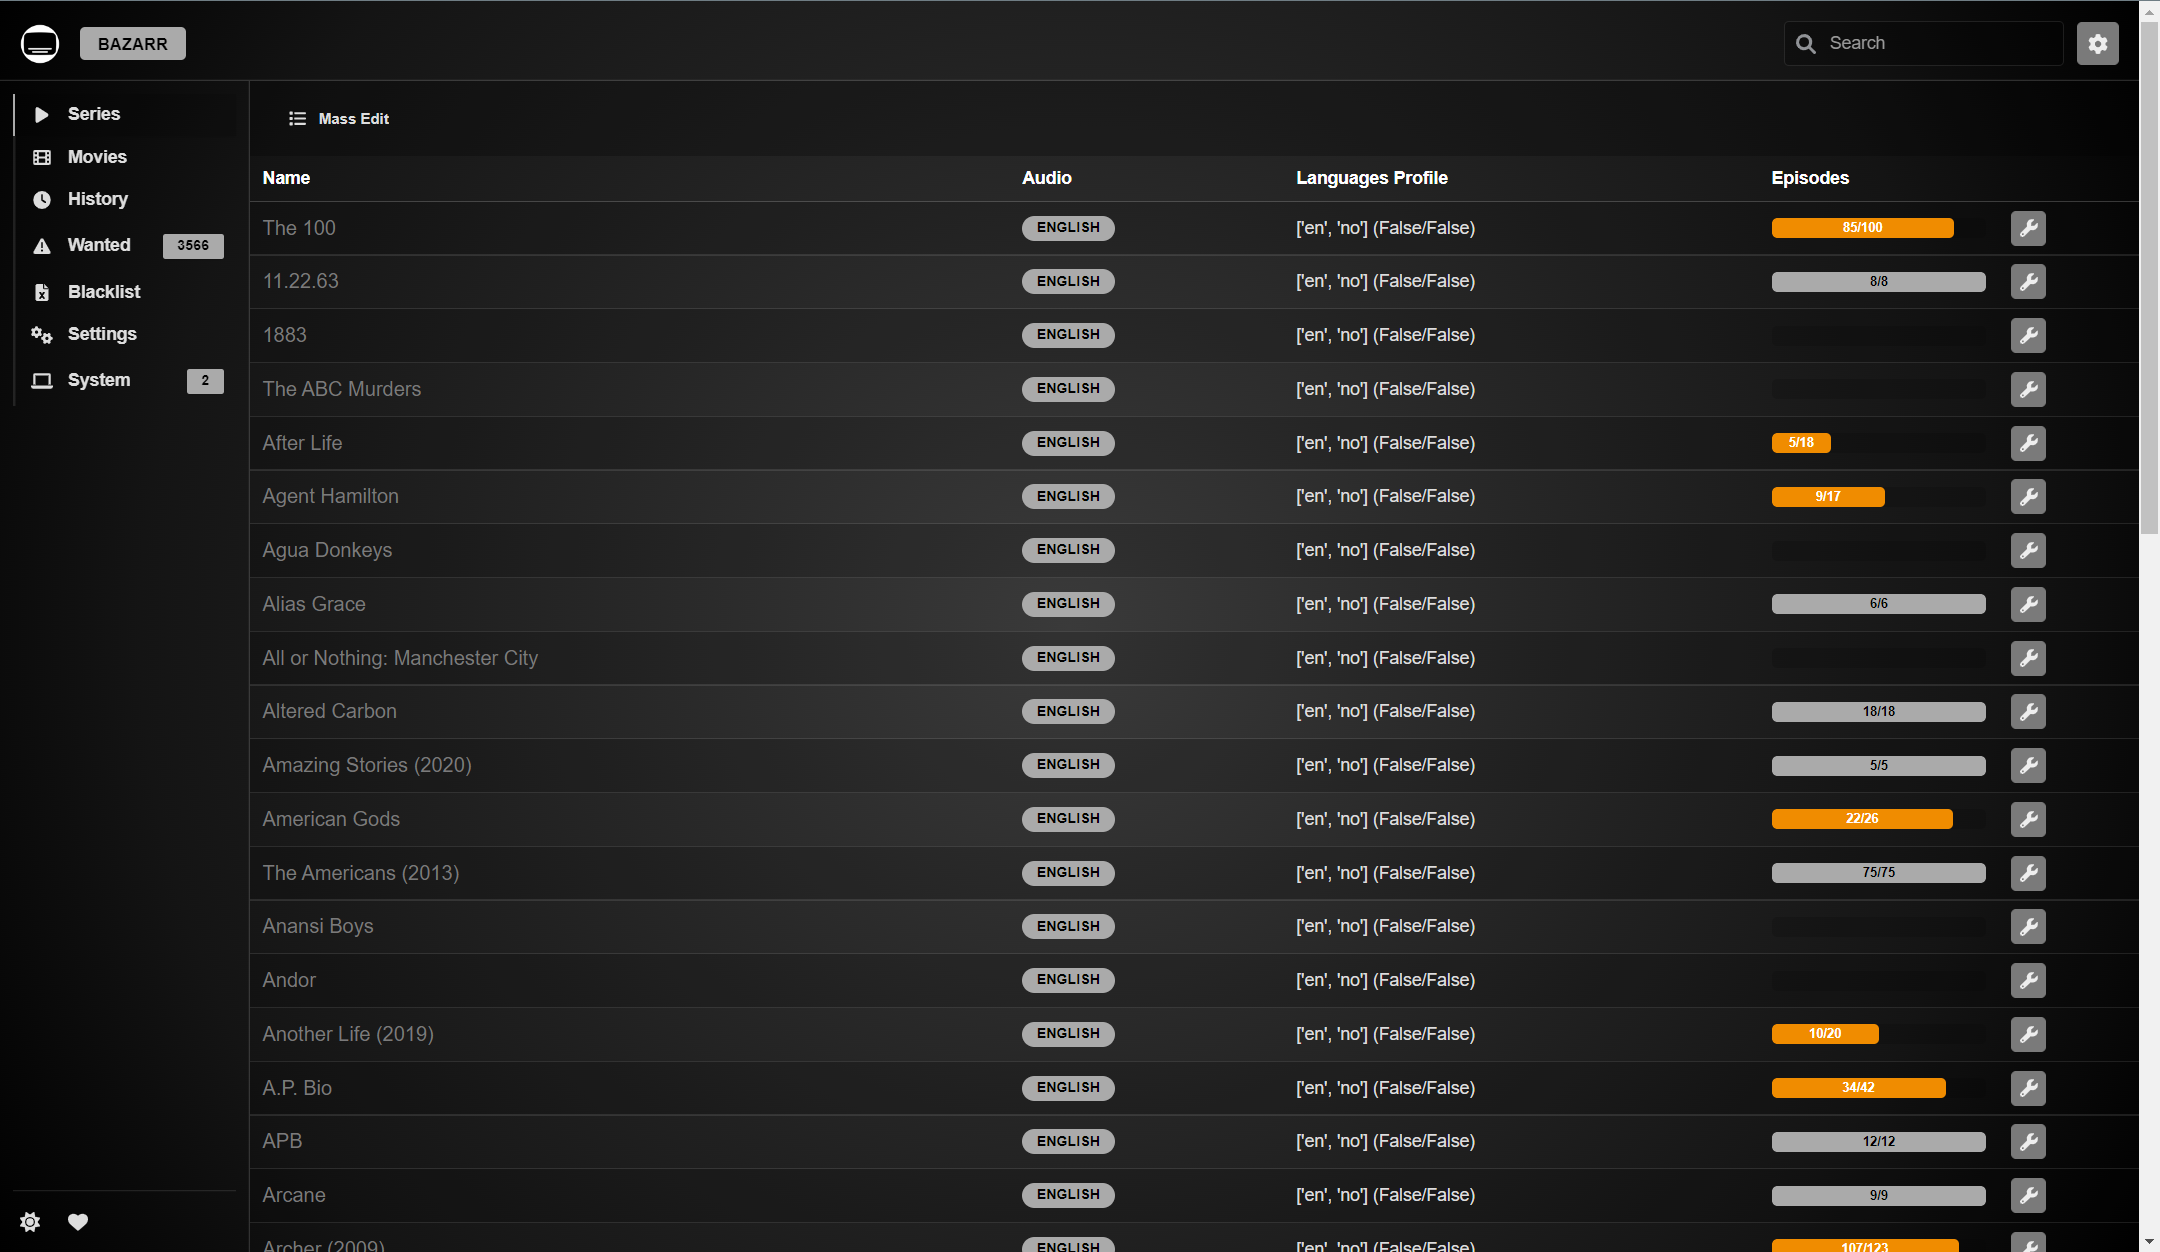 BAZARR
Search
Series
Movies
History
Wanted 3566
Blacklist
Settings
System 2
Mass Edit
Name Audio Languages Profile Episodes
The 100 ENGLISH ['en', 'no'] (False/False) 85/100
11.22.63 ENGLISH ['en', 'no'] (False/False) 8/8
1883 ENGLISH ['en', 'no'] (False/False)
The ABC Murders ENGLISH ['en', 'no'] (False/False)
After Life ENGLISH ['en', 'no'] (False/False) 5/18
Agent Hamilton ENGLISH ['en', 'no'] (False/False) 9/17
Agua Donkeys ENGLISH ['en', 'no'] (False/False)
Alias Grace ENGLISH ['en', 'no'] (False/False) 6/6
All or Nothing: Manchester City ENGLISH ['en', 'no'] (False/False)
Altered Carbon ENGLISH ['en', 'no'] (False/False) 18/18
Amazing Stories (2020) ENGLISH ['en', 'no'] (False/False) 5/5
American Gods ENGLISH ['en', 'no'] (False/False) 22/26
The Americans (2013) ENGLISH ['en', 'no'] (False/False) 75/75
Anansi Boys ENGLISH ['en', 'no'] (False/False)
Andor ENGLISH ['en', 'no'] (False/False)
Another Life (2019) ENGLISH ['en', 'no'] (False/False) 10/20
A.P. Bio ENGLISH ['en', 'no'] (False/False) 34/42
APB ENGLISH ['en', 'no'] (False/False) 12/12
Arcane ENGLISH ['en', 'no'] (False/False) 9/9
Archer (2009) ENGLISH ['en', 'no'] (False/False) 107/123